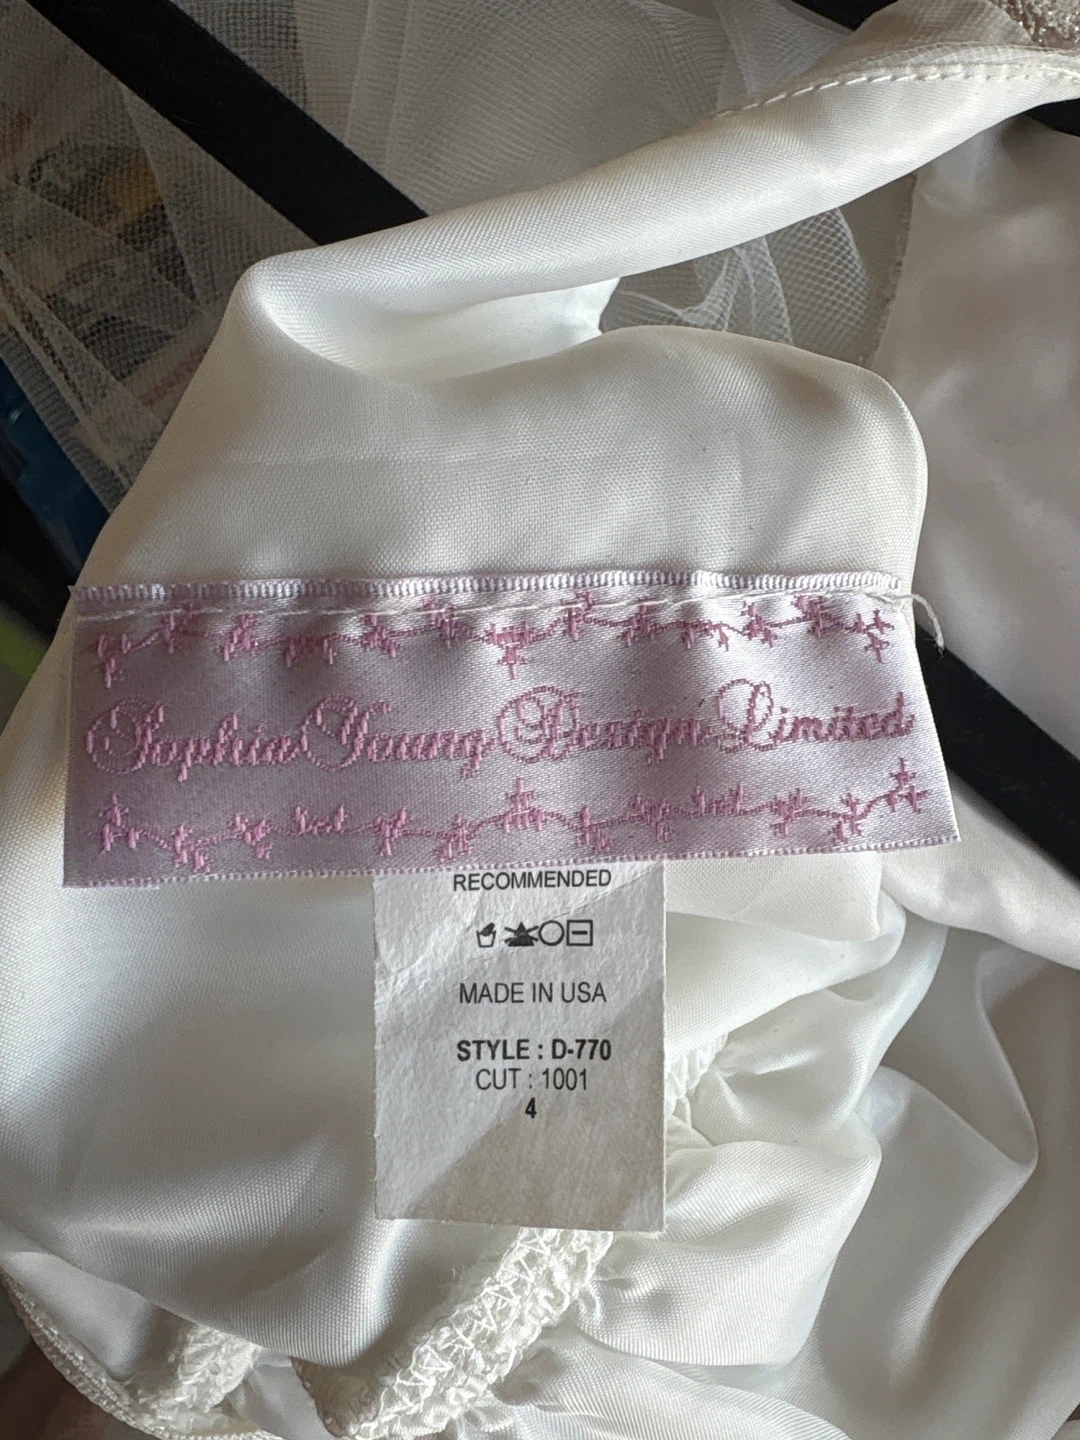 Sophia Young Design Limited
RECOMMENDED
MADE IN USA
STYLE : D-770
CUT : 1001
4